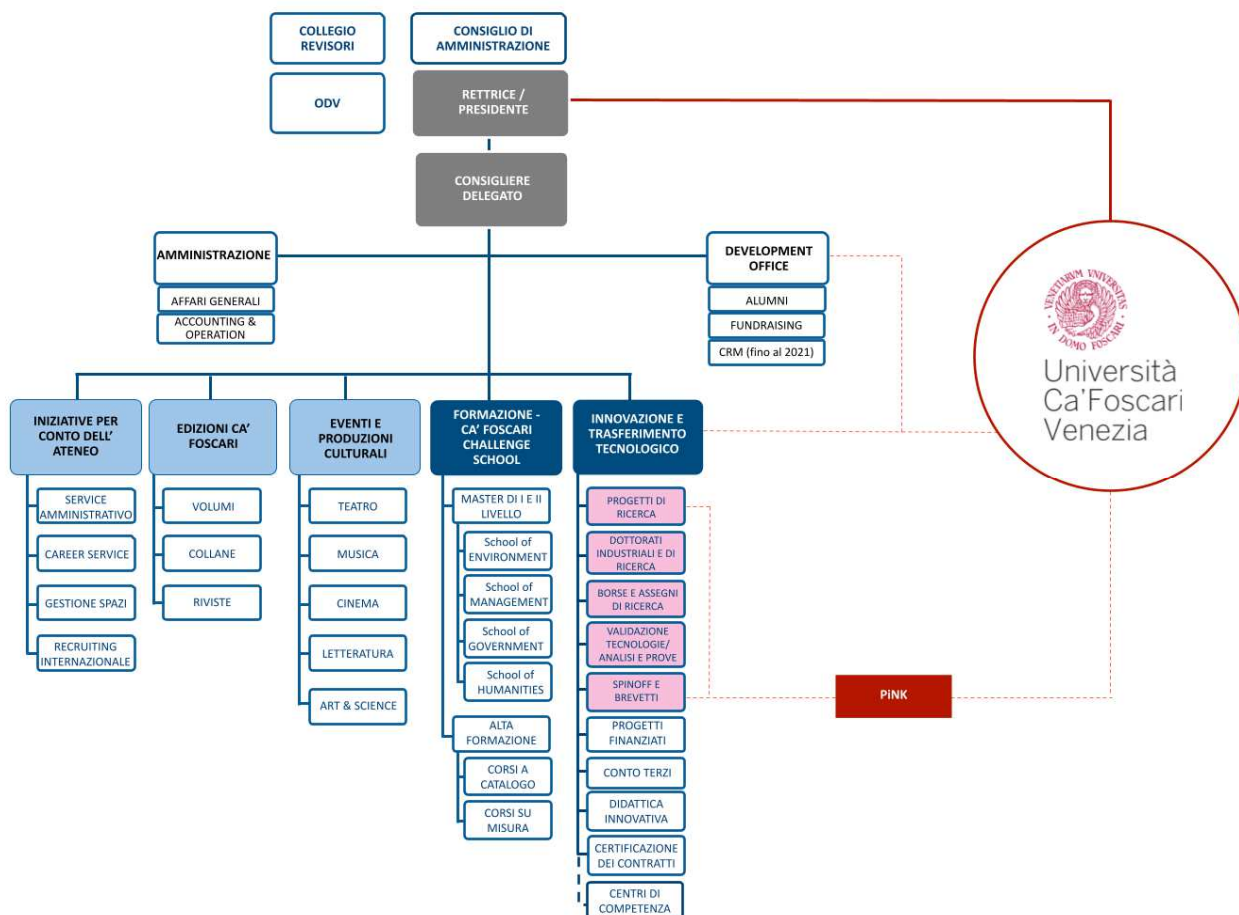 COLLEGIO
REVISORI
CONSIGLIO DI
AMMINISTRAZIONE
ODV
RETTRICE /
PRESIDENTE
CONSIGLIERE
DELEGATO
AMMINISTRAZIONE
AFFARI GENERALI
ACCOUNTING &
OPERATION
DEVELOPMENT
OFFICE
ALUMNI
FUNDRAISING
CRM (fino al 2021)
VENETIARVM VNIVERSITAS
IN DOMO FOSCARI
Università
Ca'Foscari
Venezia
INIZIATIVE PER
CONTO DELL'
ATENEO
SERVICE
AMMINISTRATIVO
CAREER SERVICE
GESTIONE SPAZI
RECRUITING
INTERNAZIONALE
EDIZIONI CA'
FOSCARI
VOLUMI
COLLANE
RIVISTE
EVENTI E
PRODUZIONI
CULTURALI
TEATRO
MUSICA
CINEMA
LETTERATURA
ART & SCIENCE
FORMAZIONE -
CA' FOSCARI
CHALLENGE
SCHOOL
MASTER DI I E II
LIVELLO
School of
ENVIRONMENT
School of
MANAGEMENT
School of
GOVERNMENT
School of
HUMANITIES
ALTA
FORMAZIONE
CORSI A
CATALOGO
CORSI SU
MISURA
INNOVAZIONE E
TRASFERIMENTO
TECNOLOGICO
PROGETTI DI
RICERCA
DOTTORATI
INDUSTRIALI E DI
RICERCA
BORSE E ASSEGNI
DI RICERCA
VALIDAZIONE
TECNOLOGIE/
ANALISI E PROVE
SPINOFF E
BREVETTI
PROGETTI
FINANZIATI
CONTO TERZI
DIDATTICA
INNOVATIVA
CERTIFICAZIONE
DEI CONTRATTI
CENTRI DI
COMPETENZA
PiNK